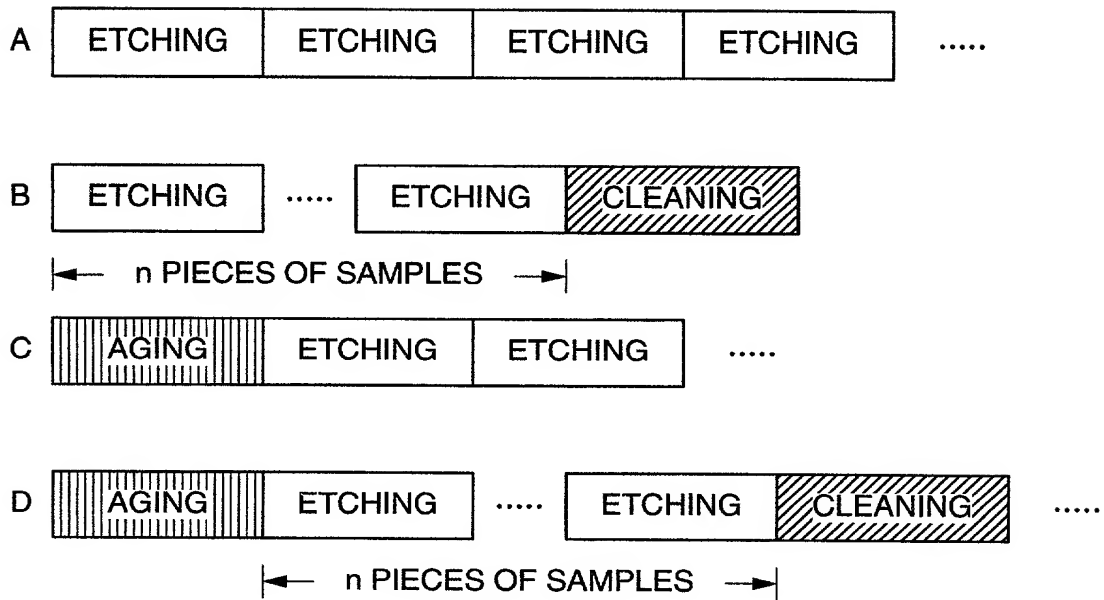 A ETCHING ETCHING ETCHING ETCHING .....
B ETCHING ..... ETCHING CLEANING
n PIECES OF SAMPLES
C AGING ETCHING ETCHING .....
D AGING ETCHING ..... ETCHING CLEANING .....
n PIECES OF SAMPLES